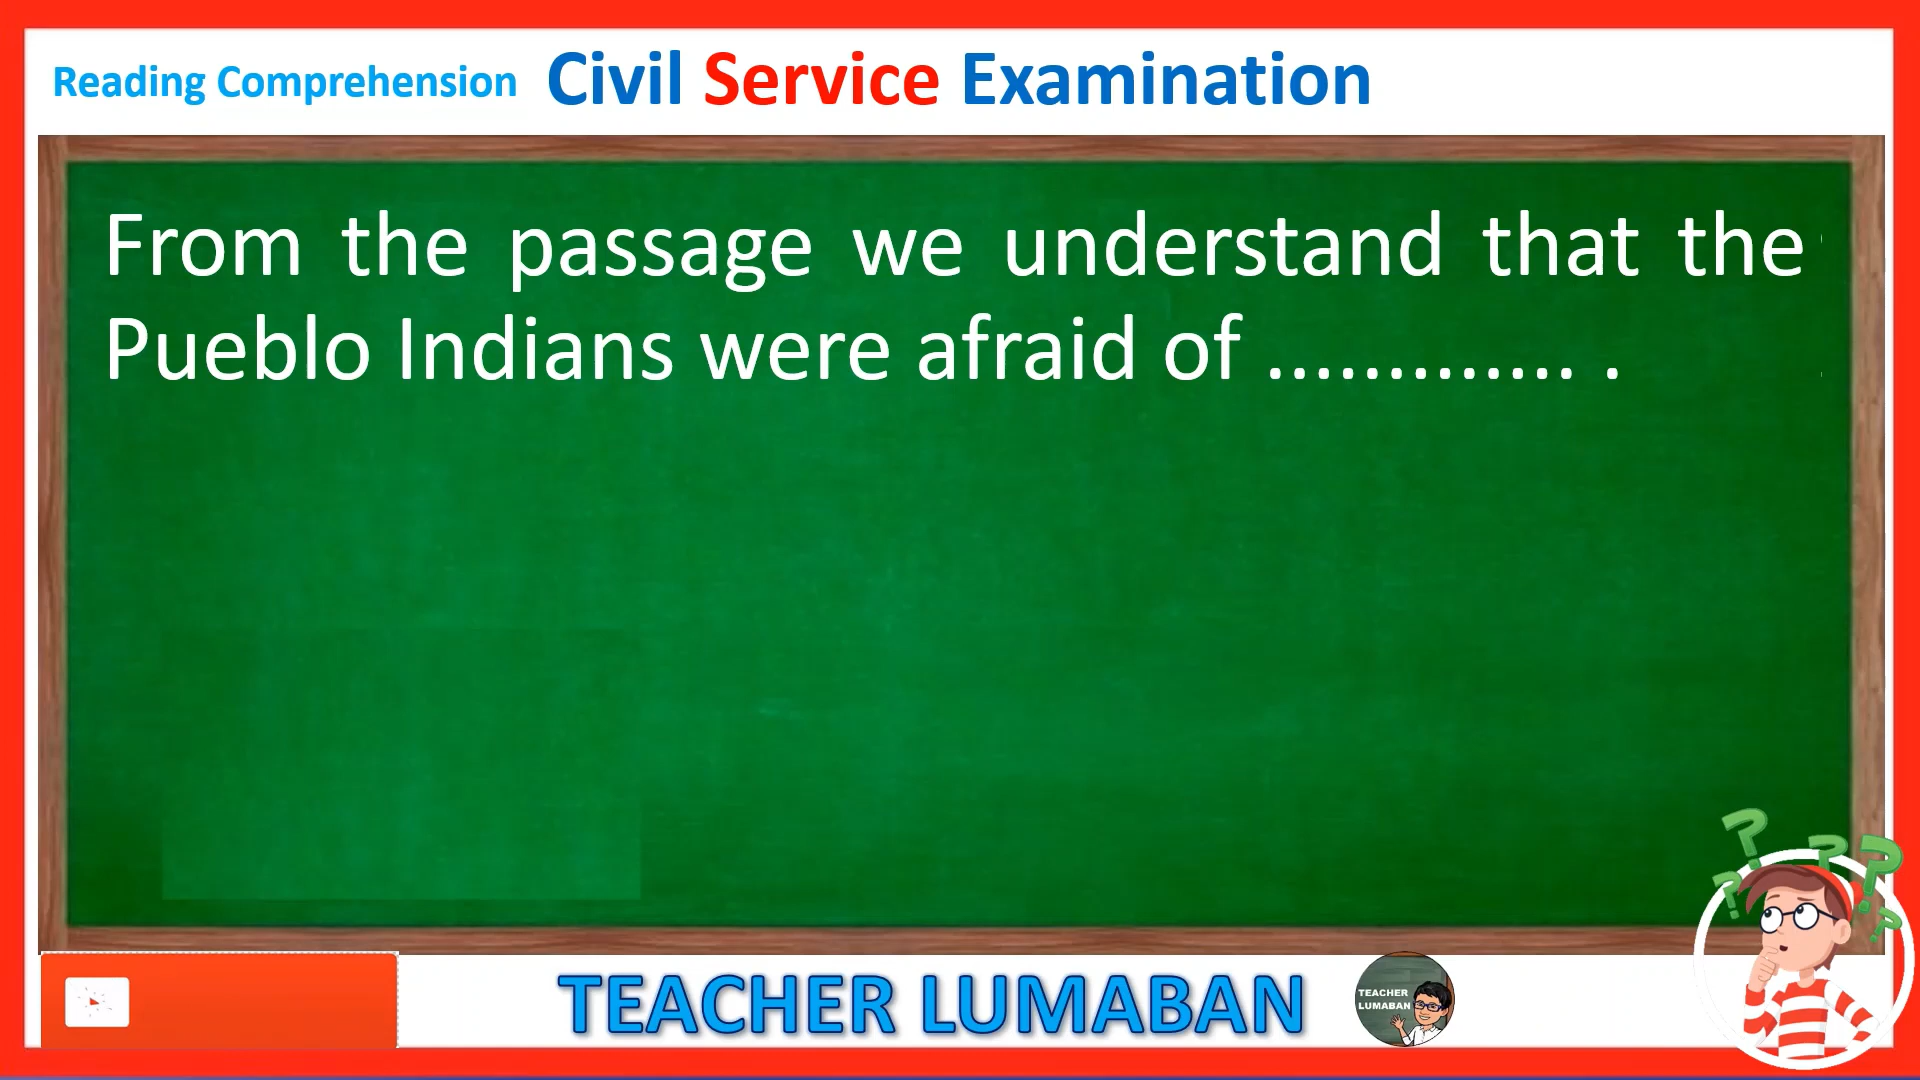 Reading Comprehension Civil Service Examination
From the passage we understand that the
Pueblo Indians were afraid of ............. .
TEACHER LUMABAN
TEACHER
LUMABAN